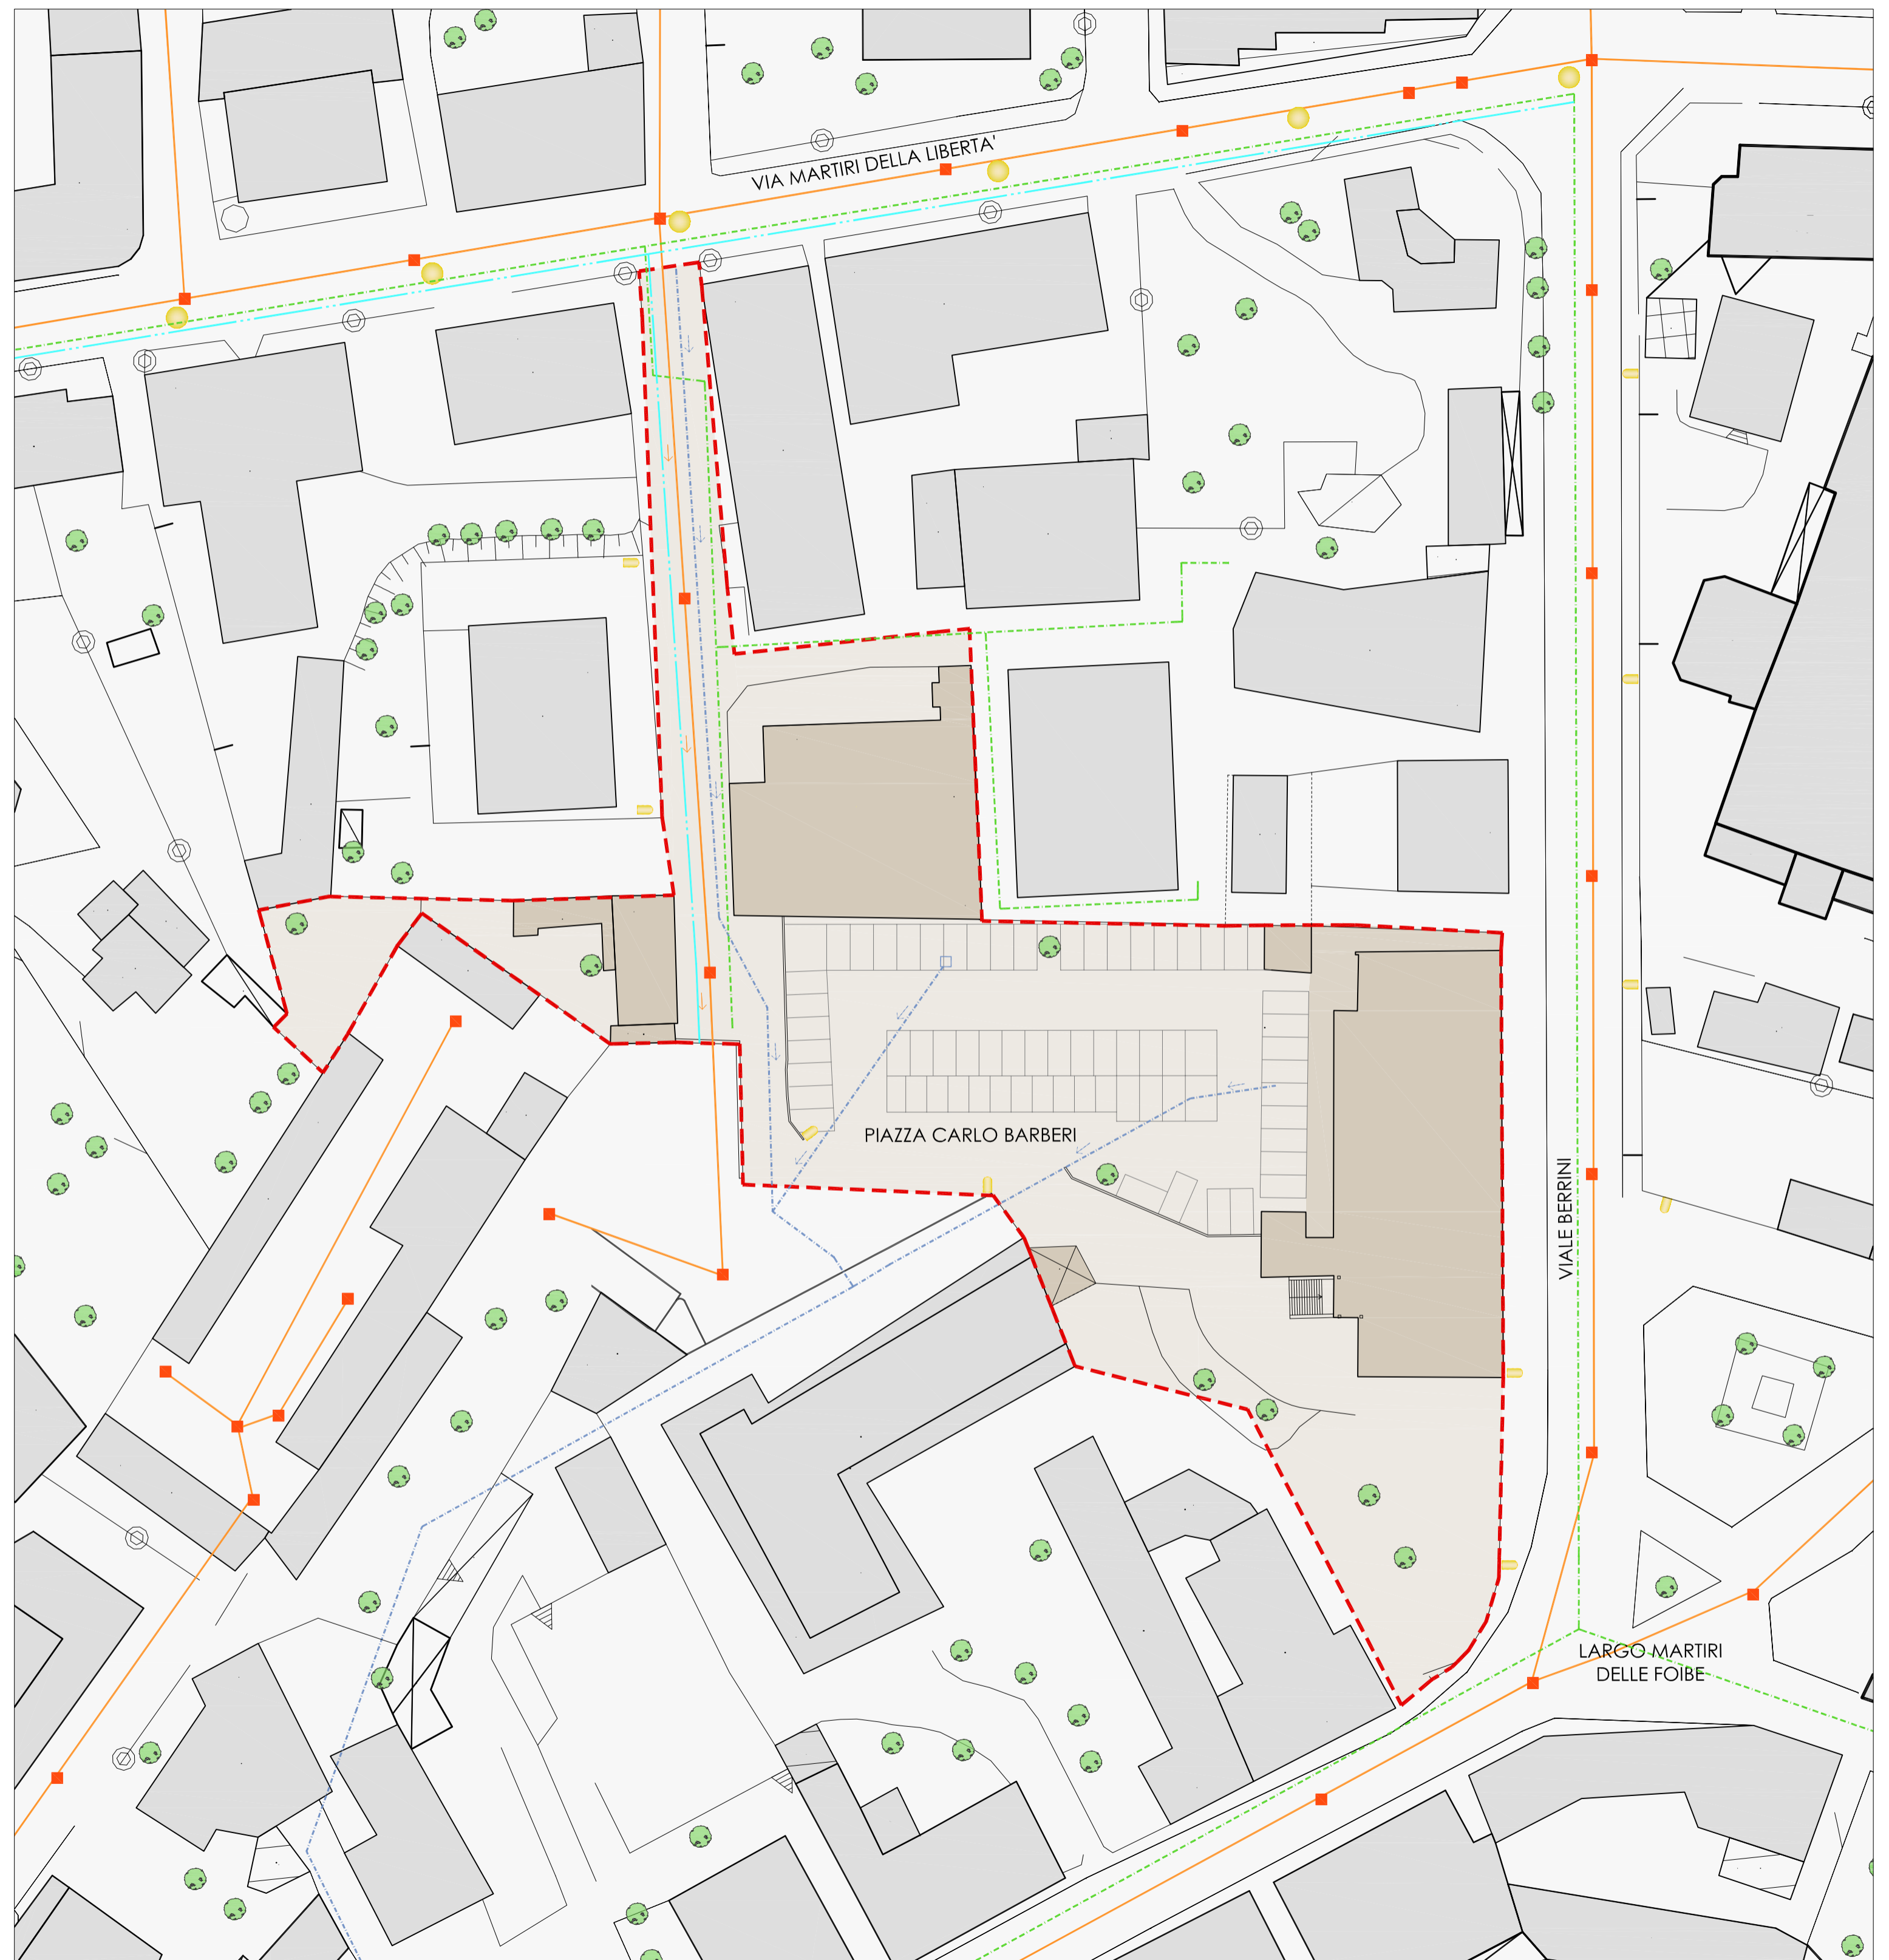 VIA MARTIRI DELLA LIBERTA'
PIAZZA CARLO BARBERI
VIALE BERRINI
LARGO MARTIRI
DELLE FOIBE